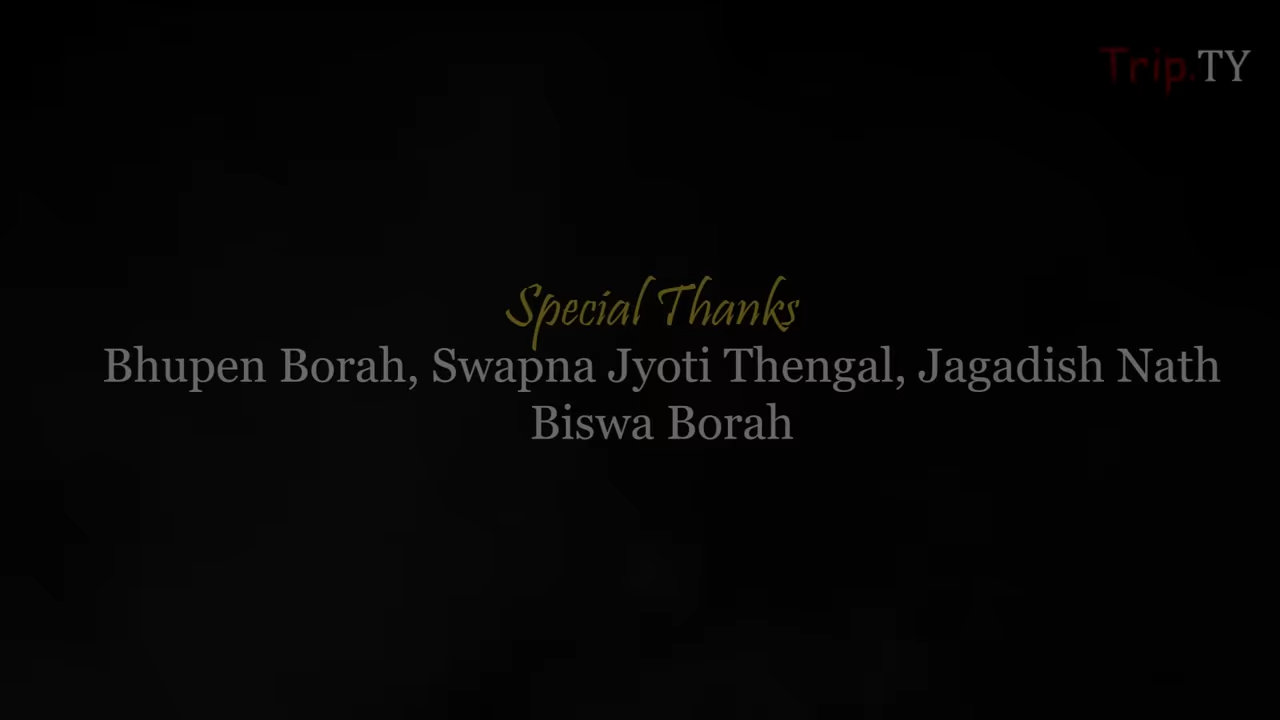 Trip.TY
Special Thanks
Bhupen Borah, Swapna Jyoti Thengal, Jagadish Nath
Biswa Borah